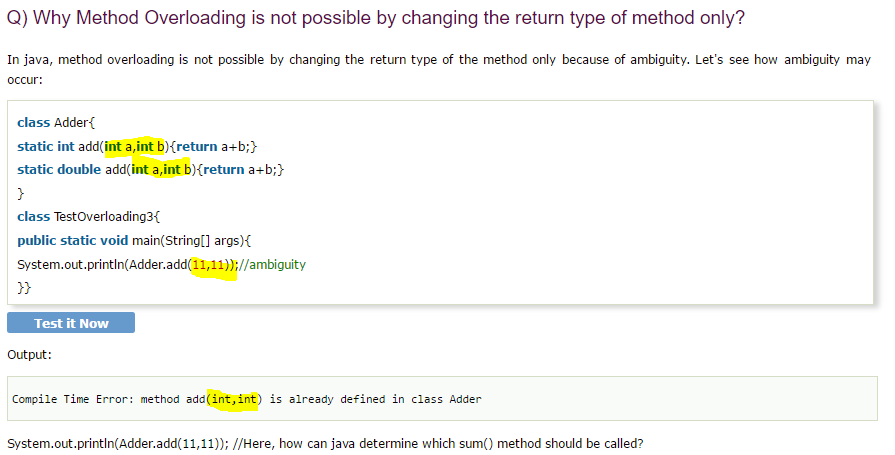 Q) Why Method Overloading is not possible by changing the return type of method only?
In java, method overloading is not possible by changing the return type of the method only because of ambiguity. Let's see how ambiguity may
occur:
class Adder{
static int add(int a,int b){return a+b;}
static double add(int a,int b){return a+b;}
}
class TestOverloading3{
public static void main(String[] args){
System.out.println(Adder.add(11,11));//ambiguity
}}
Test it Now
Output:
Compile Time Error: method add(int,int) is already defined in class Adder
System.out.println(Adder.add(11,11)); //Here, how can java determine which sum() method should be called?